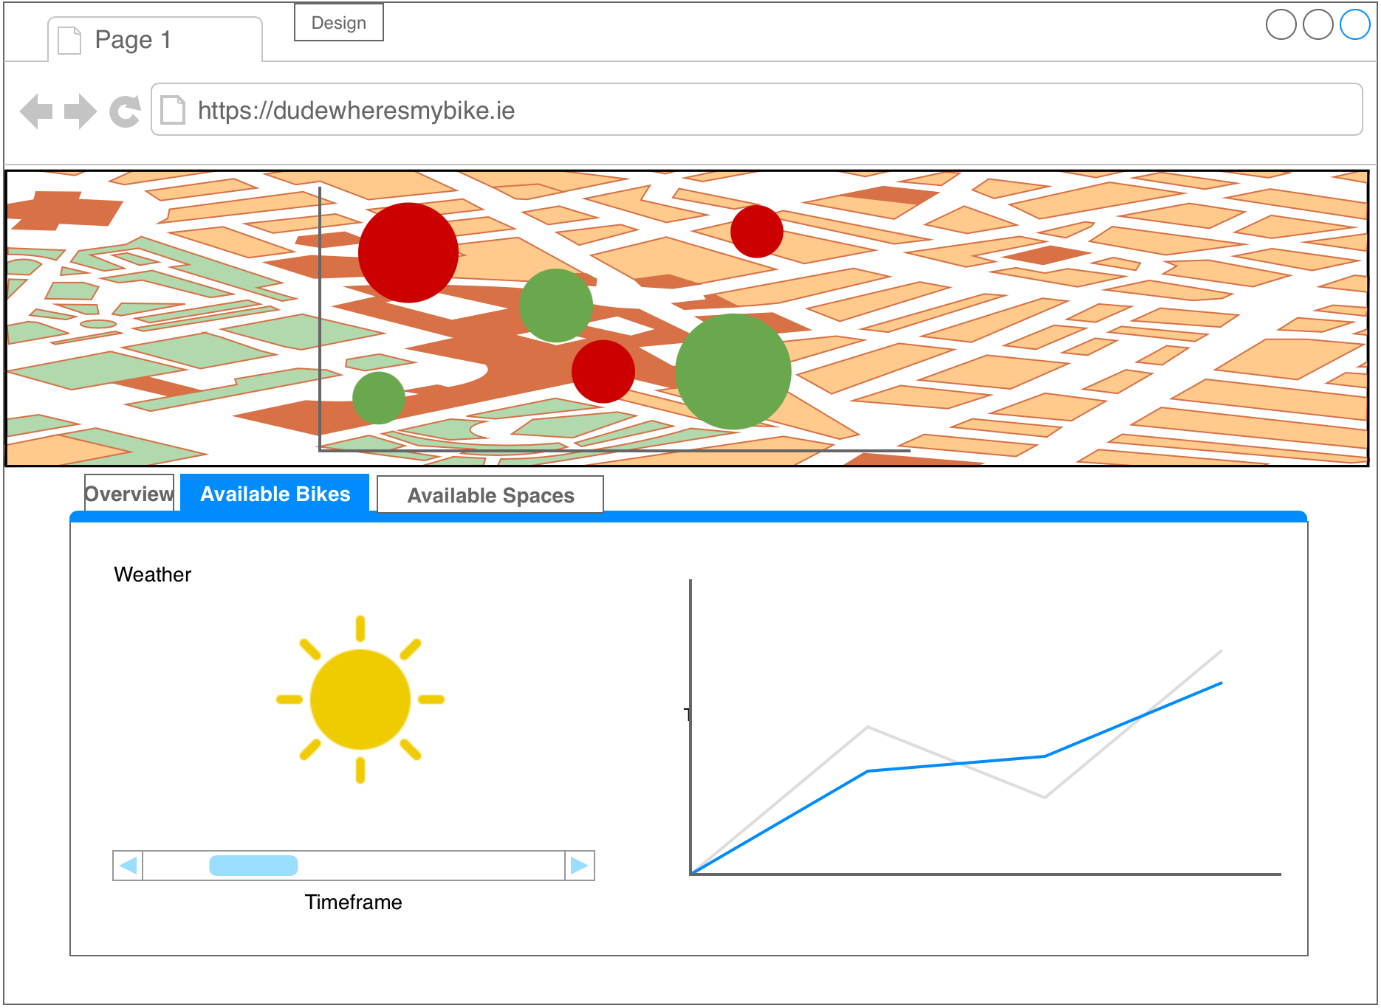 Design
Page 1
https://dudewheresmybike.ie
Overview
Available Bikes
Available Spaces
Weather
Timeframe